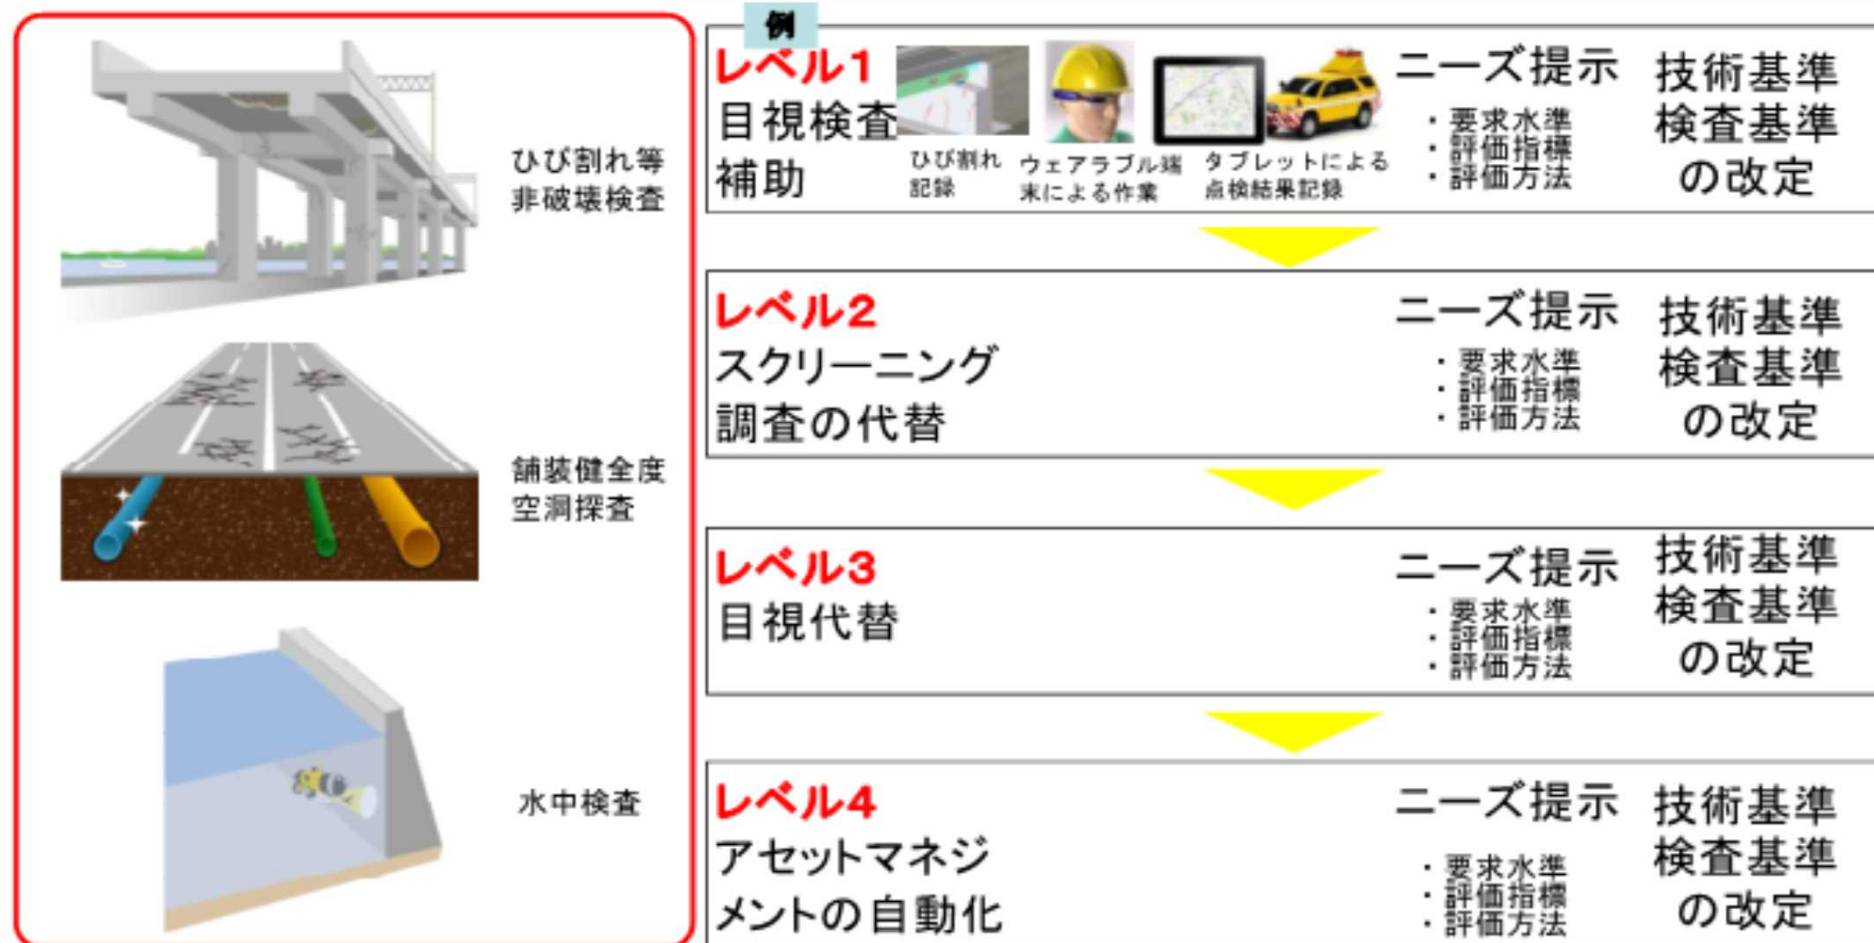 ひび割れ等
非破壊検査
舗装健全度
空洞探査
水中検査
例
レベル1
目視検査
補助
ひび割れ
記録
ウェアラブル端
末による作業
タブレットによる
点検結果記録
ニーズ提示
・要求水準
・評価指標
・評価方法
技術基準
検査基準
の改定
レベル2
スクリーニング
調査の代替
ニーズ提示
・要求水準
・評価指標
・評価方法
技術基準
検査基準
の改定
レベル3
目視代替
ニーズ提示
・要求水準
・評価指標
・評価方法
技術基準
検査基準
の改定
レベル4
アセットマネジ
メントの自動化
ニーズ提示
・要求水準
・評価指標
・評価方法
技術基準
検査基準
の改定